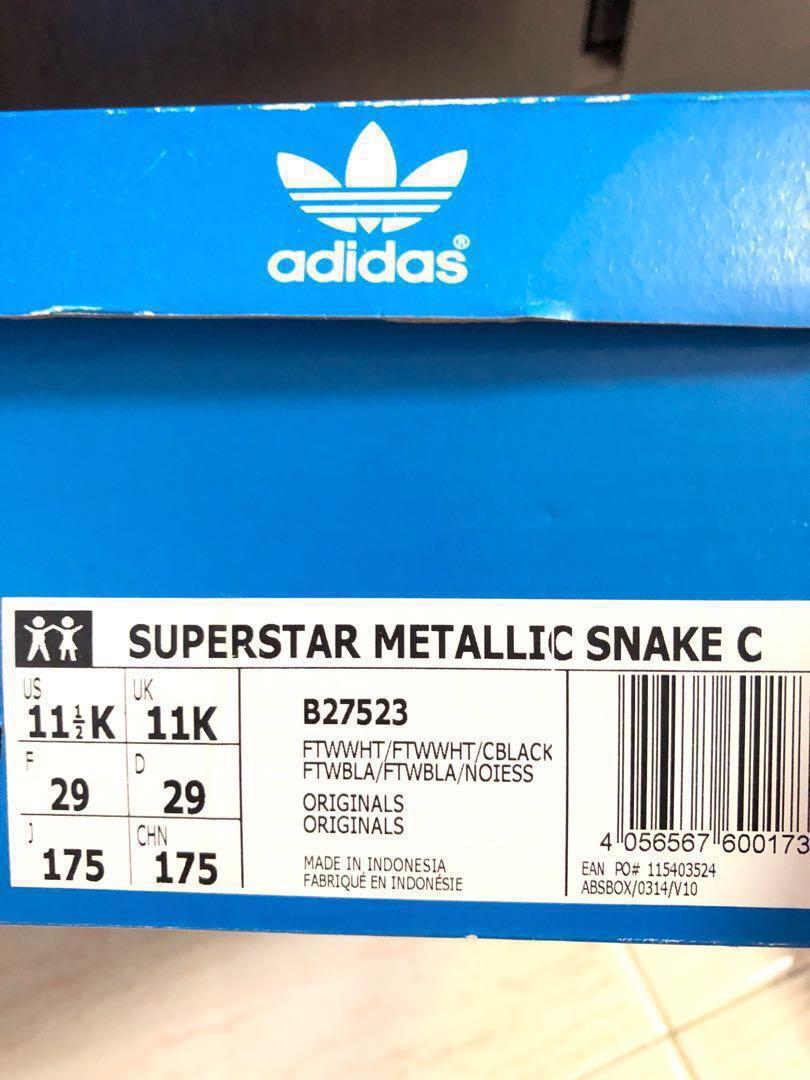 adidas®
SUPERSTAR METALLIC SNAKE C
US
11½K
UK
11K
F
29
D
29
J
175
CHN
175
B27523
FTWWHT/FTWWHT/CBLACK
FTWBLA/FTWBLA/NOIESS
ORIGINALS
ORIGINALS
MADE IN INDONESIA
FABRIQUÉ EN INDONÉSIE
4 056567 600173
EAN PO# 115403524
ABSBOX/0314/V10